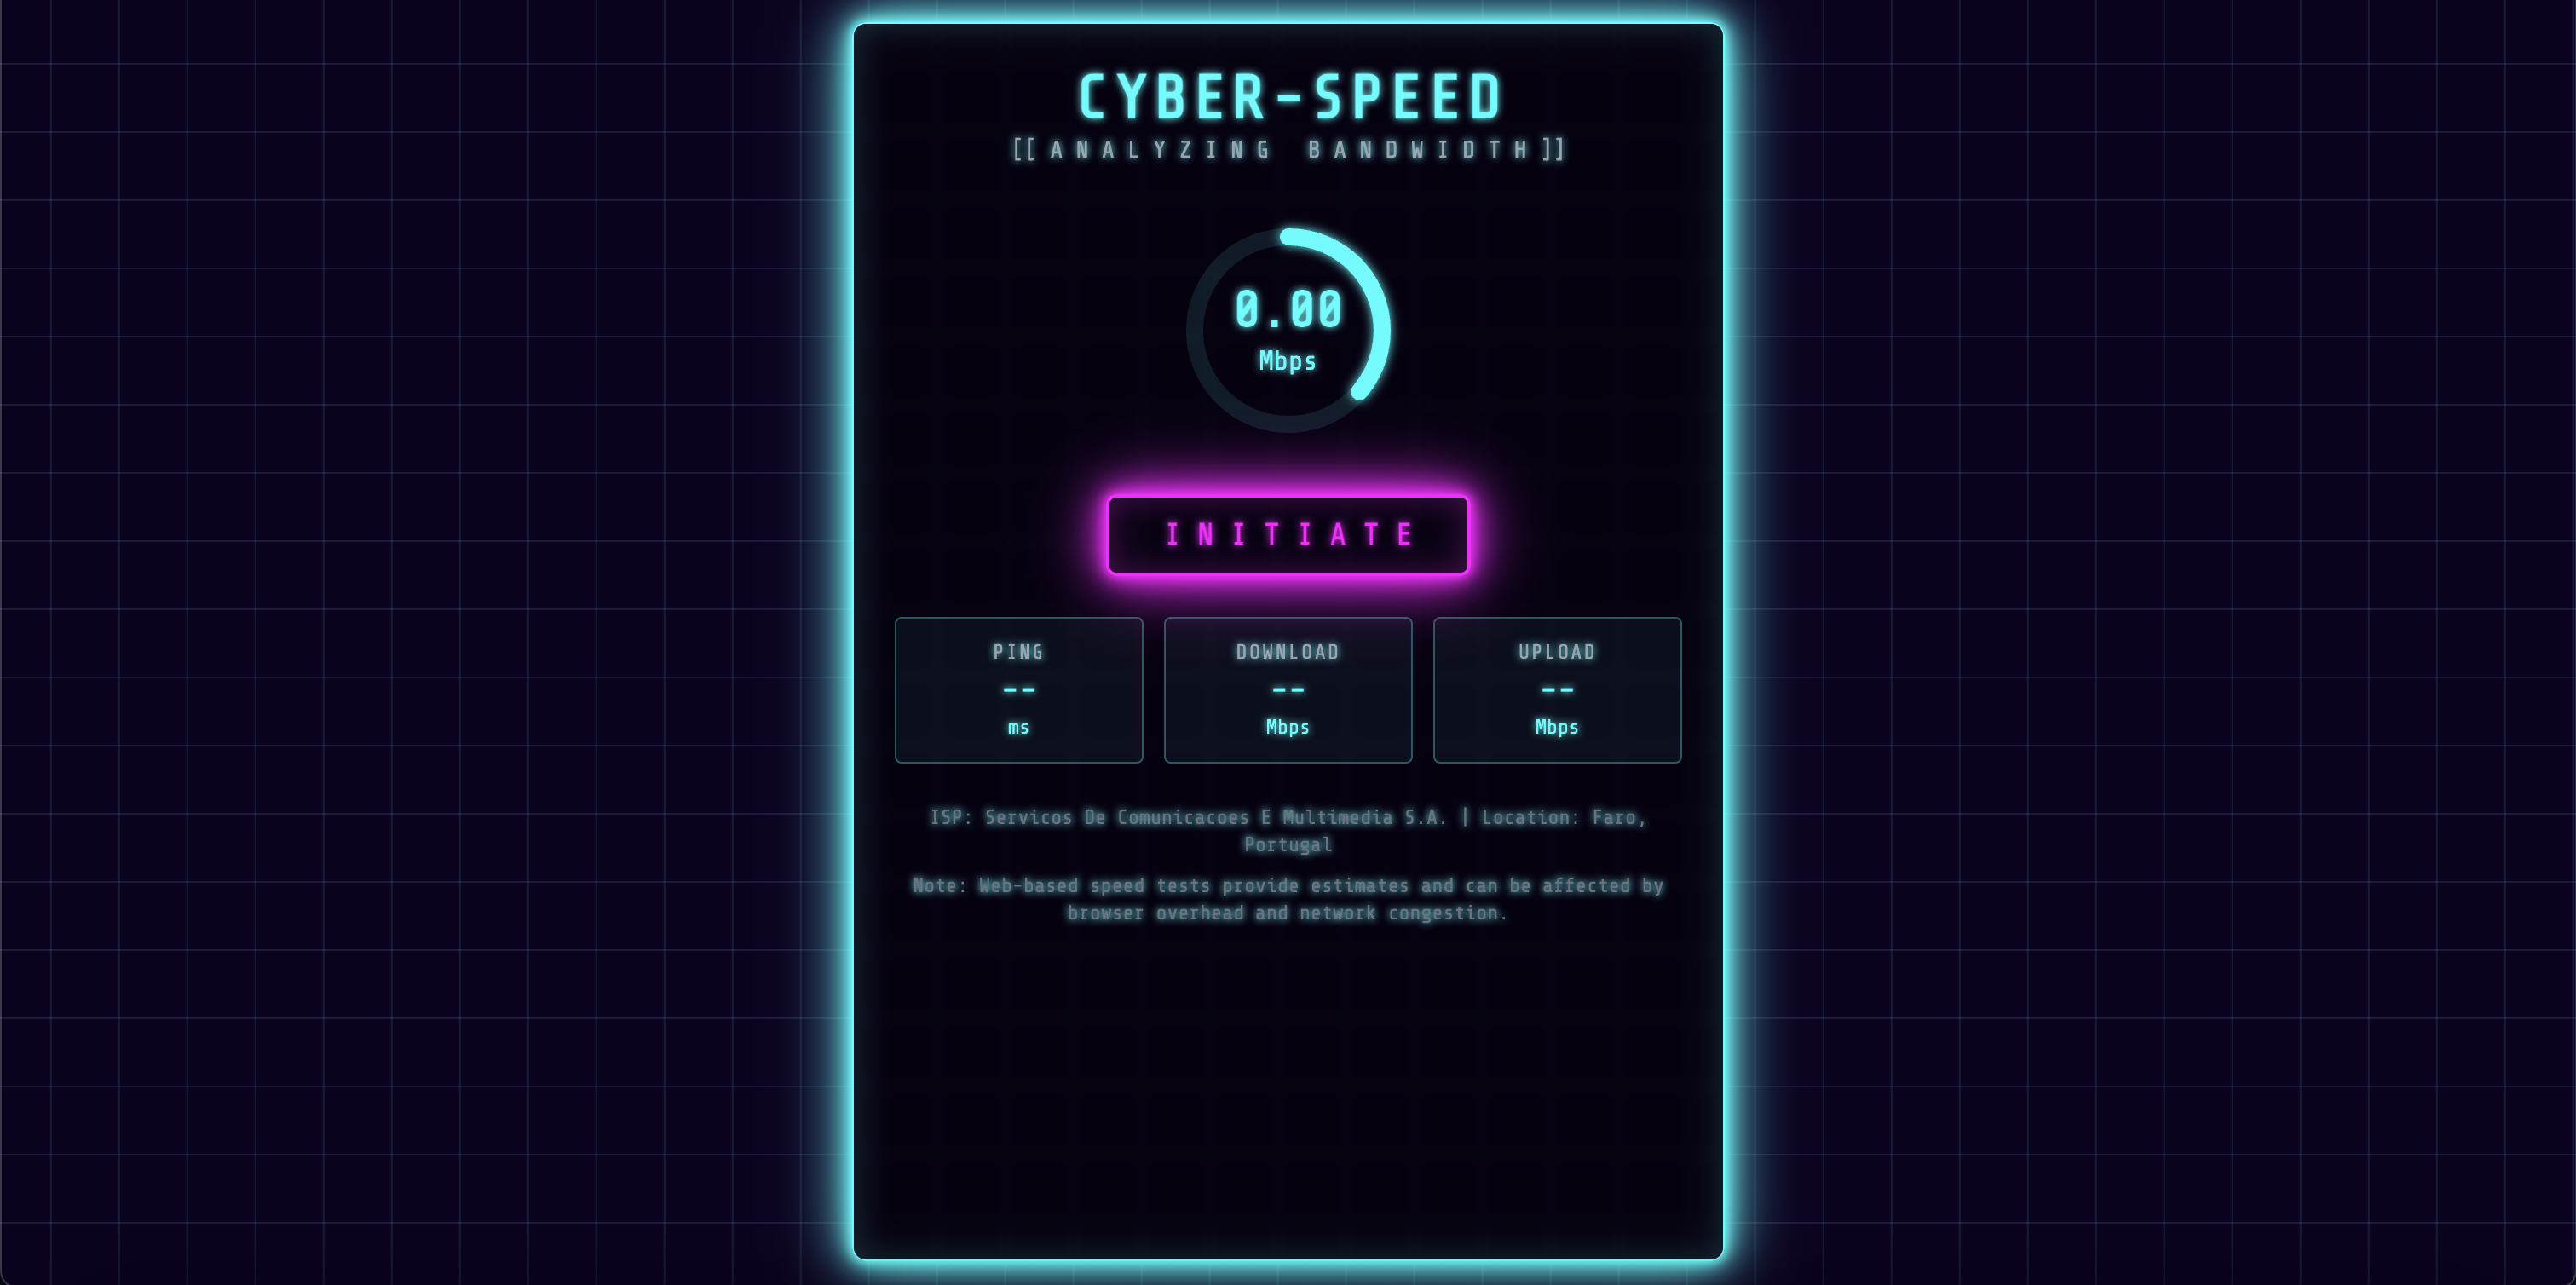 CYBER-SPEED
[[ ANALYZING BANDWIDTH ]]
0.00
Mbps
INITIATE
PING
--
ms
DOWNLOAD
--
Mbps
UPLOAD
--
Mbps
ISP: Servicos De Comunicacoes E Multimedia S.A. | Location: Faro,
Portugal
Note: Web-based speed tests provide estimates and can be affected by
browser overhead and network congestion.